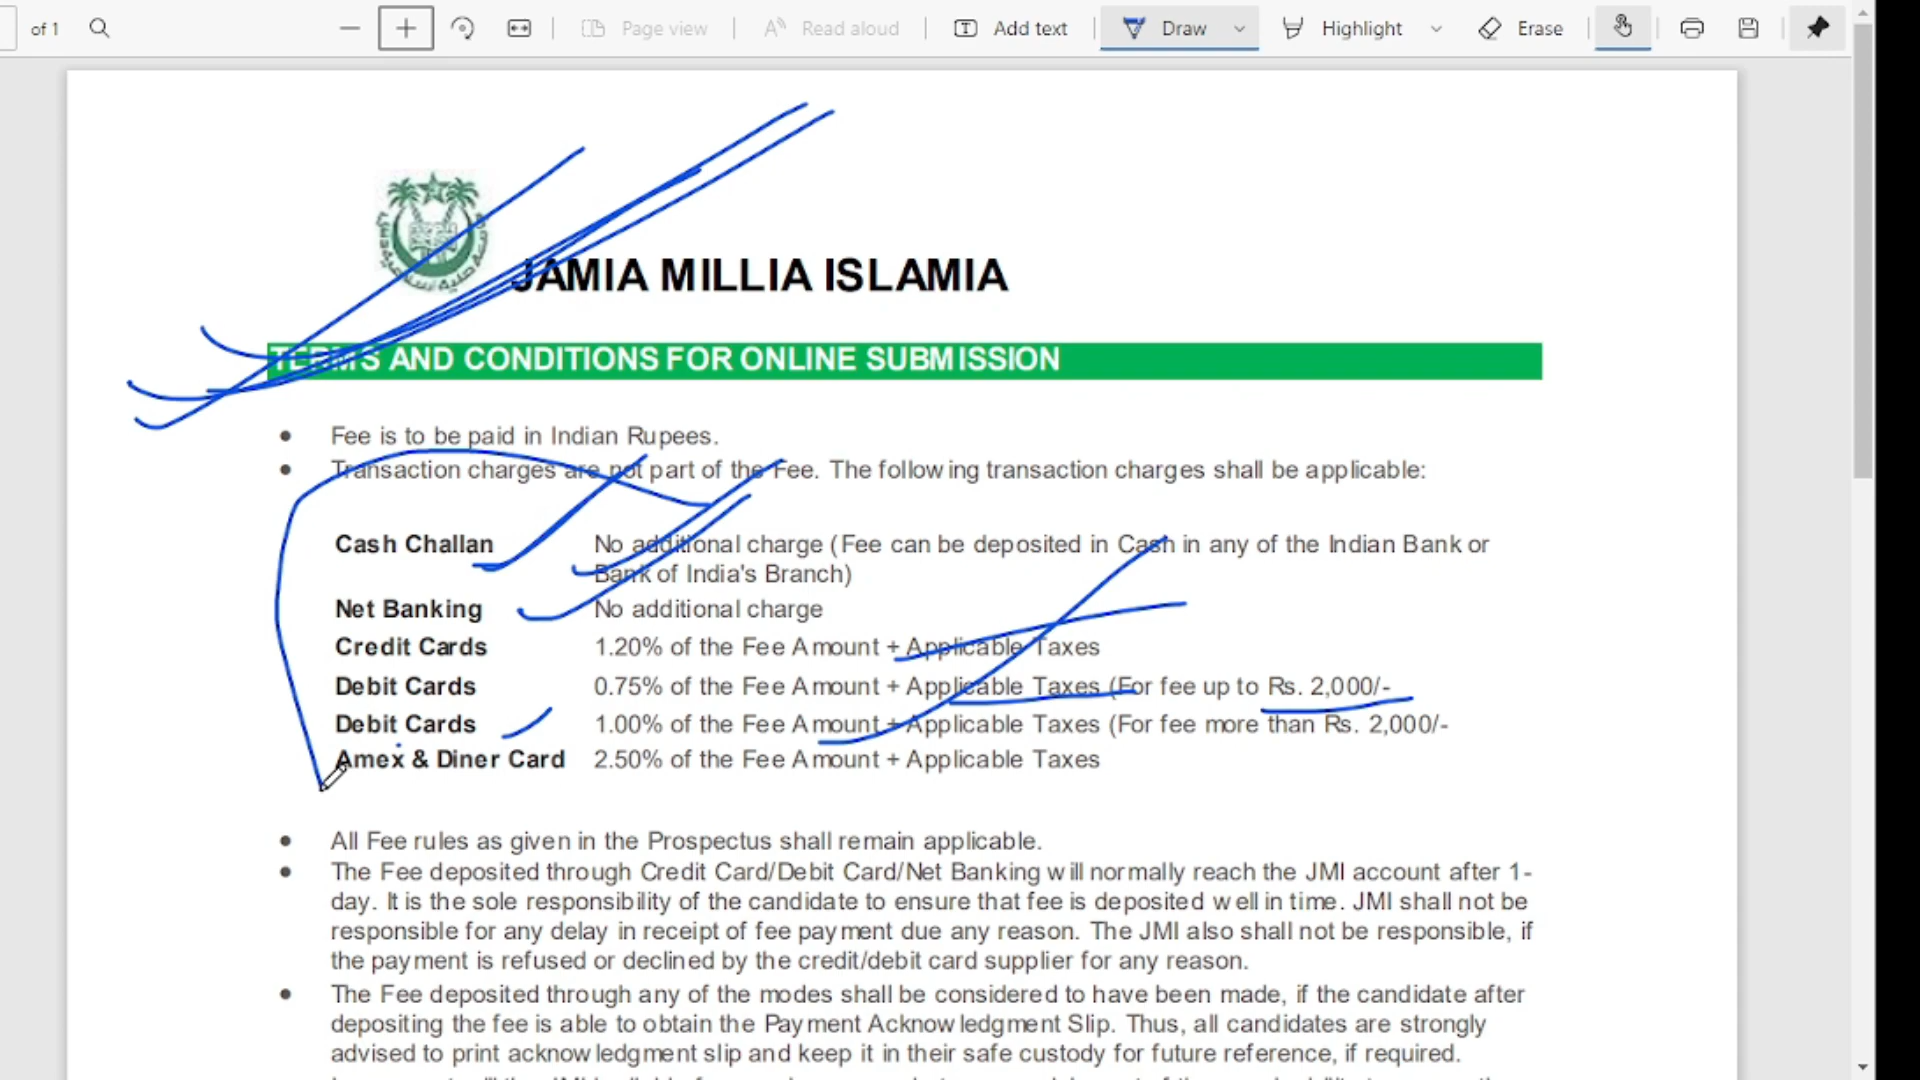 of 1 Page view Read aloud Add text Draw Highlight Erase
JAMIA MILLIA ISLAMIA
TERMS AND CONDITIONS FOR ONLINE SUBMISSION
• Fee is to be paid in Indian Rupees.
• Transaction charges are not part of the Fee. The following transaction charges shall be applicable:
Cash Challan No additional charge (Fee can be deposited in Cash in any of the Indian Bank or
Bank of India's Branch)
Net Banking No additional charge
Credit Cards 1.20% of the Fee Amount + Applicable Taxes
Debit Cards 0.75% of the Fee Amount + Applicable Taxes (For fee up to Rs. 2,000/-
Debit Cards 1.00% of the Fee Amount + Applicable Taxes (For fee more than Rs. 2,000/-
Amex & Diner Card 2.50% of the Fee Amount + Applicable Taxes
• All Fee rules as given in the Prospectus shall remain applicable.
• The Fee deposited through Credit Card/Debit Card/Net Banking will normally reach the JMI account after 1-
day. It is the sole responsibility of the candidate to ensure that fee is deposited well in time. JMI shall not be
responsible for any delay in receipt of fee payment due any reason. The JMI also shall not be responsible, if
the payment is refused or declined by the credit/debit card supplier for any reason.
• The Fee deposited through any of the modes shall be considered to have been made, if the candidate after
depositing the fee is able to obtain the Payment Acknowledgment Slip. Thus, all candidates are strongly
advised to print acknowledgment slip and keep it in their safe custody for future reference, if required.